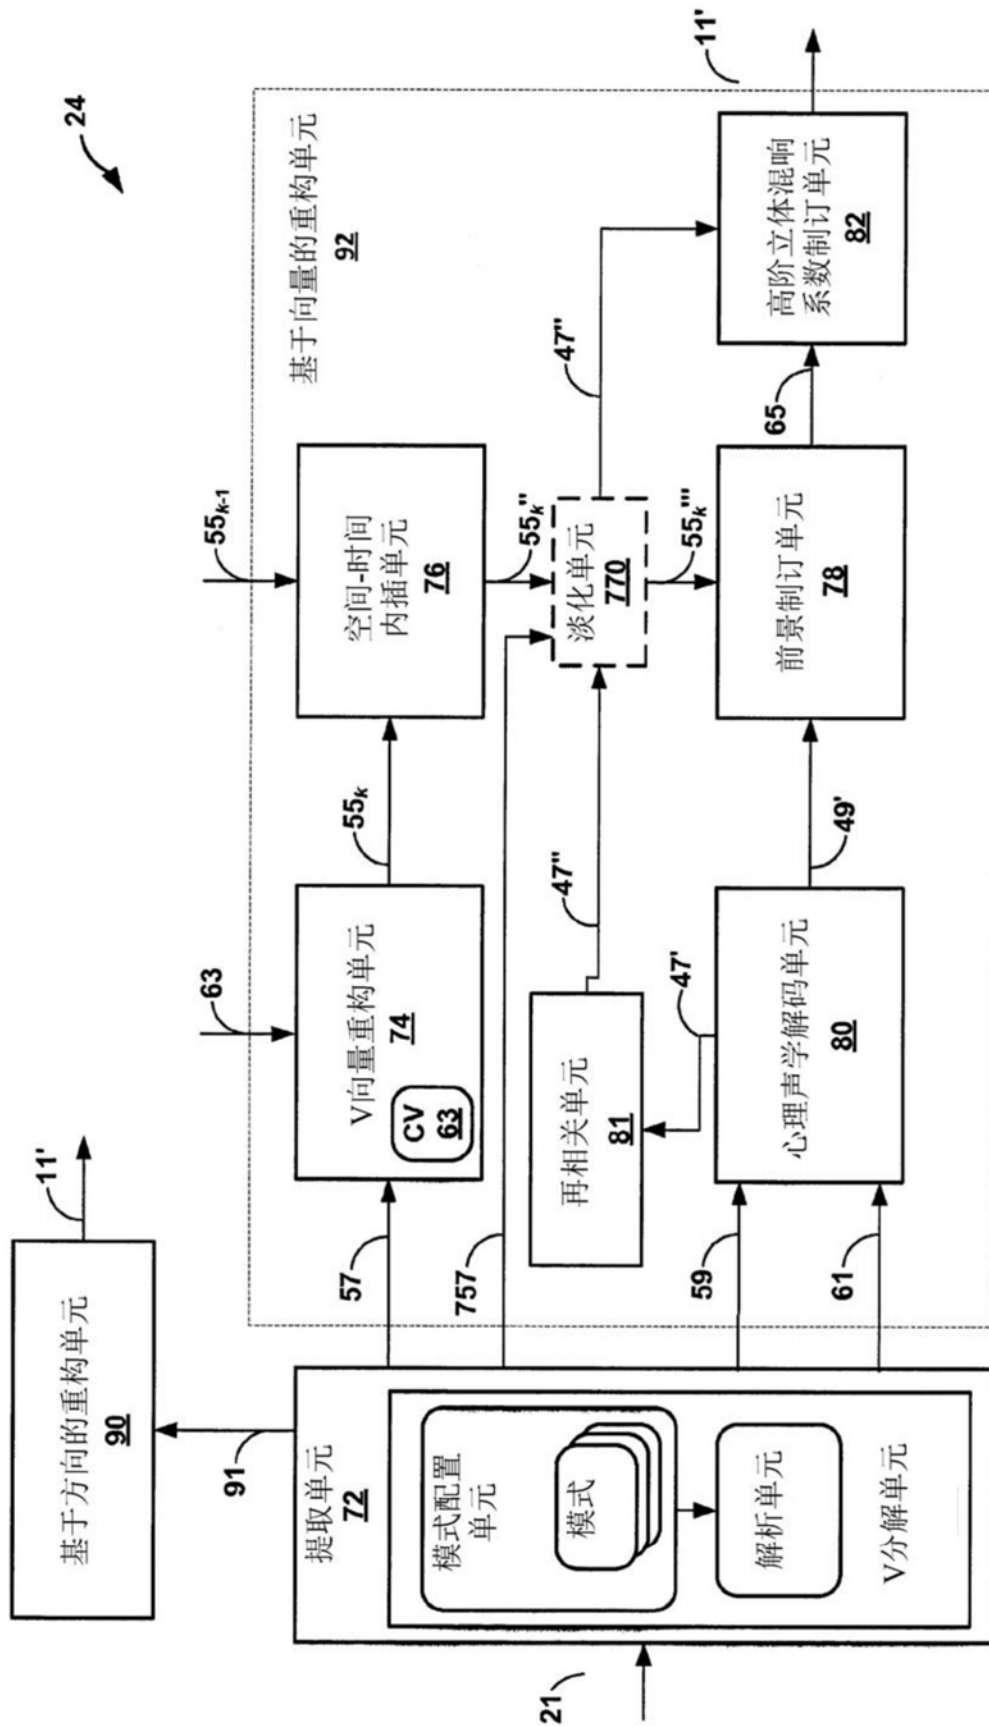 24
基于方向的重构单元
90
91
11'
提取单元
72
模式配置
单元
模式
解析单元
V分解单元
21
57
757
59
61
基于向量的重构单元
92
63
V向量重构单元
74
CV
63
55k
55k-1
空间-时间
内插单元
76
55k''
再相关单元
81
47'
47''
淡化单元
770
47''
55k'''
心理声学解码单元
80
49'
前景制订单元
78
65
高阶立体混响
系数制订单元
82
11'